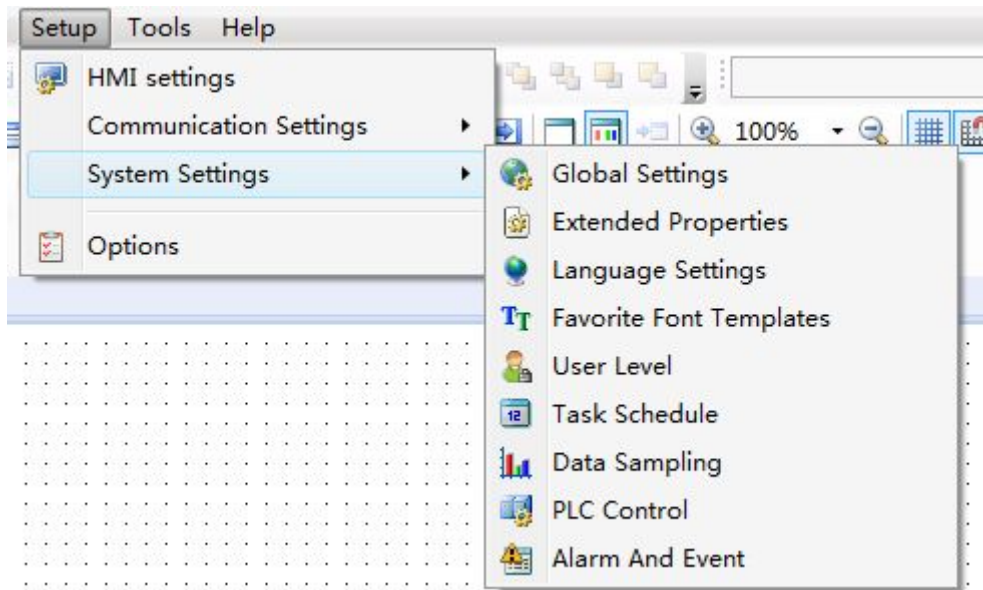 Setup Tools Help
HMI settings
Communication Settings
100%
System Settings
Options
Global Settings
Extended Properties
Language Settings
Favorite Font Templates
User Level
Task Schedule
Data Sampling
PLC Control
Alarm And Event